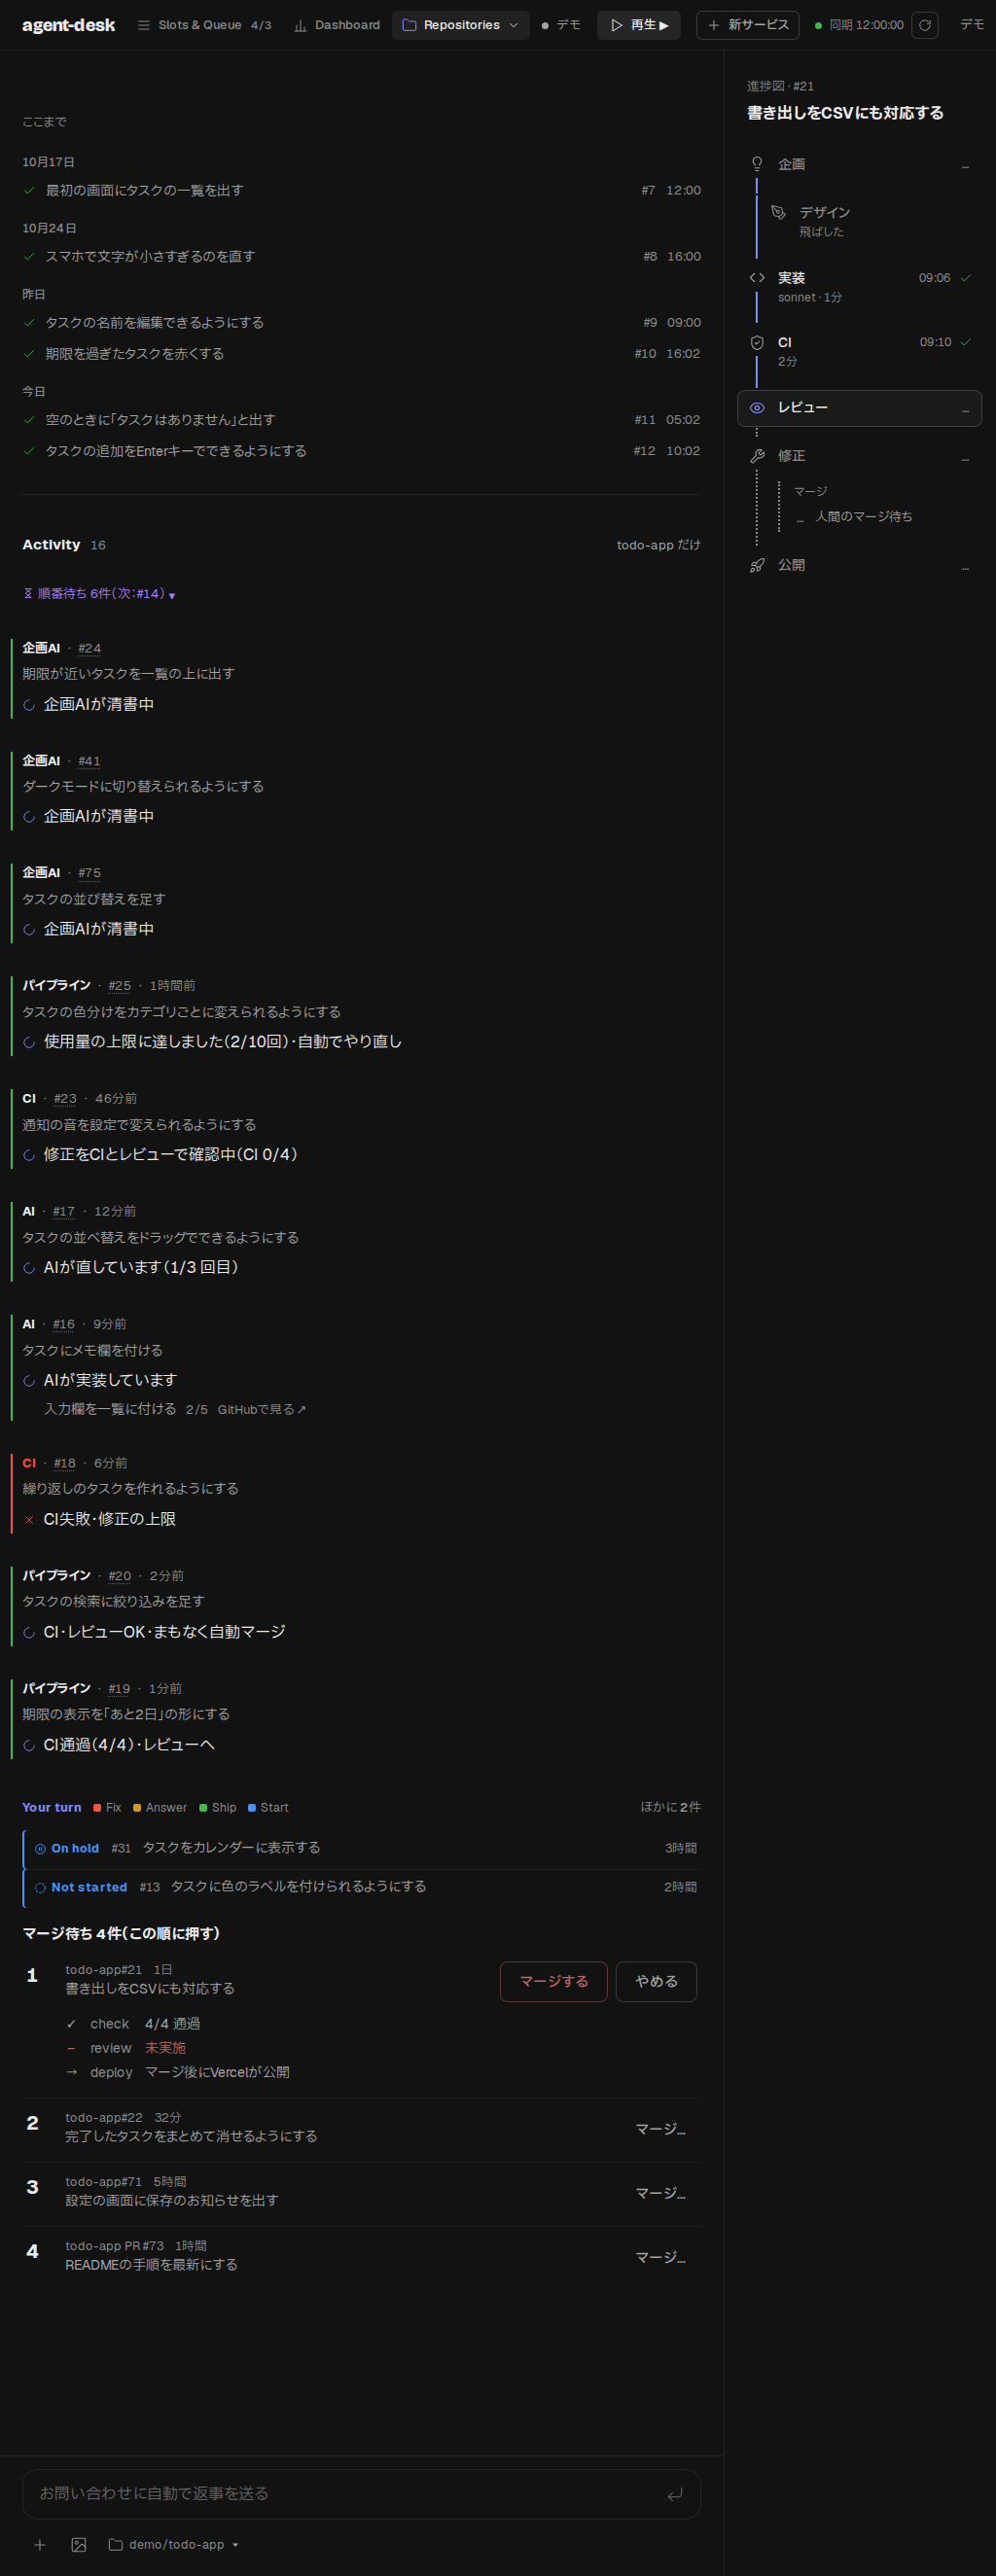 agent-desk Slots & Queue 4/3 Dashboard Repositories デモ 再生 ▶ 新サービス 同期 12:00:00 デモ
ここまで
10月17日
最初の画面にタスクの一覧を出す #7 12:00
10月24日
スマホで文字が小さすぎるのを直す #8 16:00
昨日
タスクの名前を編集できるようにする #9 09:00
期限を過ぎたタスクを赤くする #10 16:02
今日
空のときに「タスクはありません」と出す #11 05:02
タスクの追加をEnterキーでできるようにする #12 10:02
Activity 16 todo-app だけ
順番待ち 6件（次：#14） ▼
企画AI · #24
期限が近いタスクを一覧の上に出す
企画AIが清書中
企画AI · #41
ダークモードに切り替えられるようにする
企画AIが清書中
企画AI · #75
タスクの並び替えを足す
企画AIが清書中
パイプライン · #25 · 1時間前
タスクの色分けをカテゴリごとに変えられるようにする
使用量の上限に達しました（2/10回）・自動でやり直し
CI · #23 · 46分前
通知の音を設定で変えられるようにする
修正をCIとレビューで確認中（CI 0/4）
AI · #17 · 12分前
タスクの並べ替えをドラッグでできるようにする
AIが直しています（1/3 回目）
AI · #16 · 9分前
タスクにメモ欄を付ける
AIが実装しています
入力欄を一覧に付ける 2/5 GitHubで見る ↗
CI · #18 · 6分前
繰り返しのタスクを作れるようにする
CI失敗・修正の上限
パイプライン · #20 · 2分前
タスクの検索に絞り込みを足す
CI・レビューOK・まもなく自動マージ
パイプライン · #19 · 1分前
期限の表示を「あと2日」の形にする
CI通過（4/4）・レビューへ
Your turn Fix Answer Ship Start ほかに 2件
On hold #31 タスクをカレンダーに表示する 3時間
Not started #13 タスクに色のラベルを付けられるようにする 2時間
マージ待ち 4件（この順に押す）
1 todo-app#21 1日
書き出しをCSVにも対応する
マージする やめる
✓ check 4/4 通過
– review 未実施
→ deploy マージ後にVercelが公開
2 todo-app#22 32分
完了したタスクをまとめて消せるようにする
マージ…
3 todo-app#71 5時間
設定の画面に保存のお知らせを出す
マージ…
4 todo-app PR #73 1時間
READMEの手順を最新にする
マージ…
お問い合わせに自動で返事を送る
demo/todo-app
進捗図 · #21
書き出しをCSVにも対応する
企画 …
デザイン
飛ばした
実装 09:06
sonnet · 1分
CI 09:10
2分
レビュー …
修正 …
マージ
… 人間のマージ待ち
公開 …